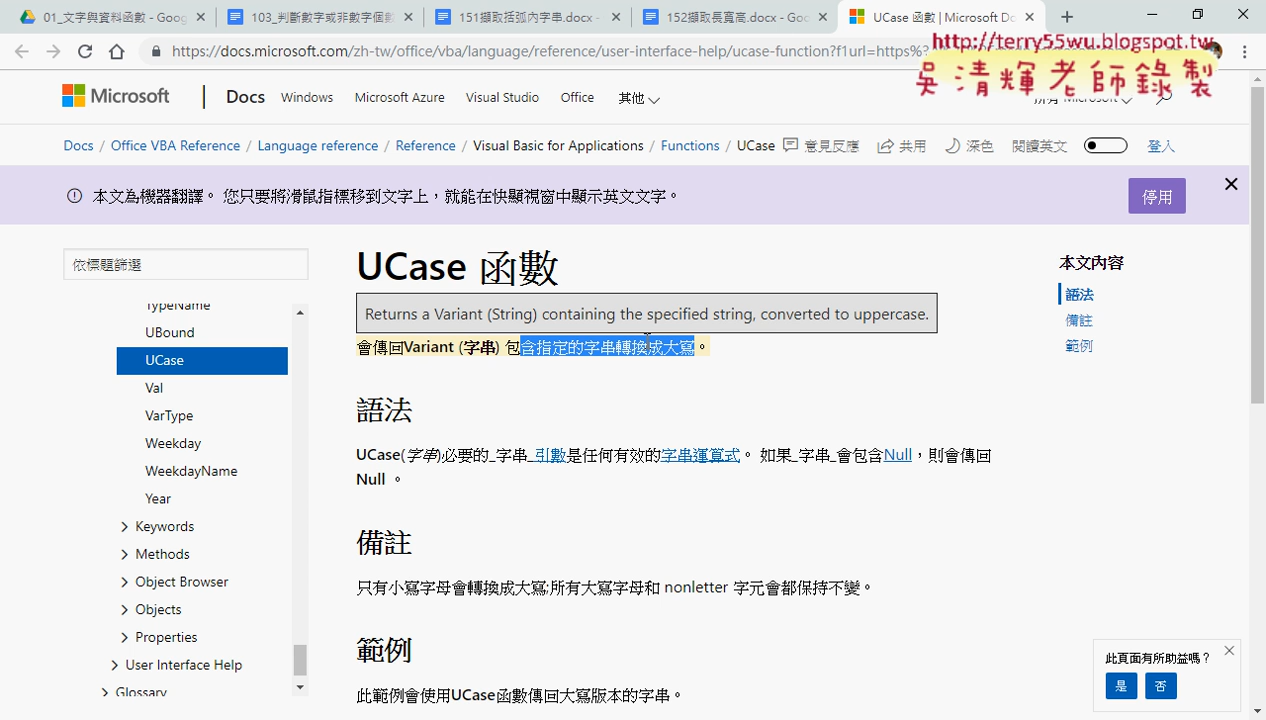 01_文字與資料函數 - Goog
103_判斷數字或非數字個數
151擷取括弧內字串.docx -
152擷取長寬高.docx - Goo
UCase 函數 | Microsoft Do
https://docs.microsoft.com/zh-tw/office/vba/language/reference/user-interface-help/ucase-function?f1url=https%3
http://terry55wu.blogspot.tw
吳清輝老師錄製
Microsoft
Docs
Windows
Microsoft Azure
Visual Studio
Office
其他
所有 Microsoft
Docs / Office VBA Reference / Language reference / Reference / Visual Basic for Applications / Functions / UCase
意見反應
共用
深色
閱讀英文
登入
本文為機器翻譯。 您只要將滑鼠指標移到文字上，就能在快顯視窗中顯示英文文字。
停用
依標題篩選
TypeName
UBound
UCase
Val
VarType
Weekday
WeekdayName
Year
Keywords
Methods
Object Browser
Objects
Properties
User Interface Help
Glossary
UCase 函數
Returns a Variant (String) containing the specified string, converted to uppercase.
會傳回Variant (字串) 包含指定的字串轉換成大寫。
語法
UCase(字串)必要的_字串_引數是任何有效的字串運算式。 如果_字串_會包含Null，則會傳回
Null 。
備註
只有小寫字母會轉換成大寫;所有大寫字母和 nonletter 字元會都保持不變。
範例
此範例會使用UCase函數傳回大寫版本的字串。
本文內容
語法
備註
範例
此頁面有所助益嗎？
是
否